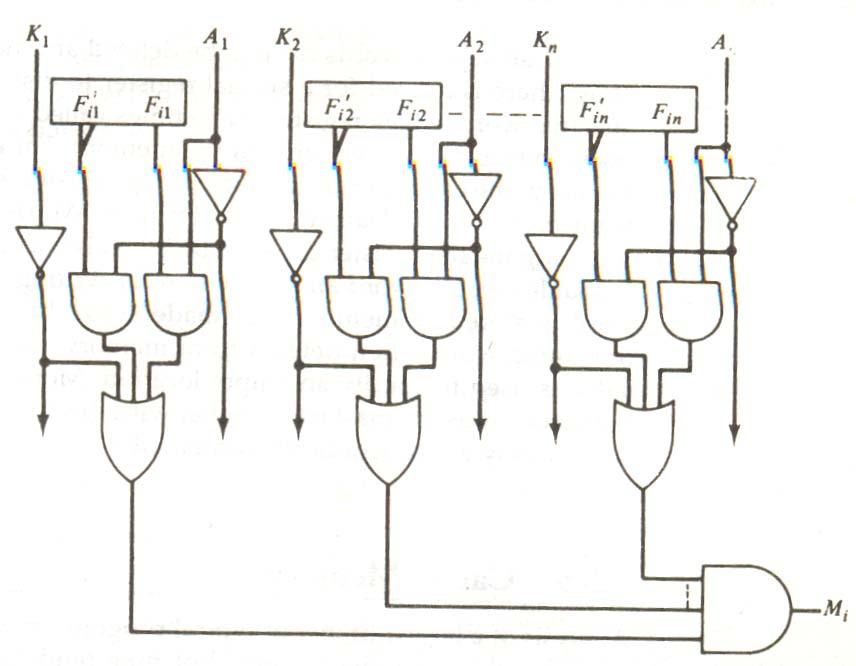 K₁ A₁ K₂ A₂ Kₙ A
F'ᵢ₁ Fᵢ₁ F'ᵢ₂ Fᵢ₂ F'ᵢₙ Fᵢₙ
Mᵢ